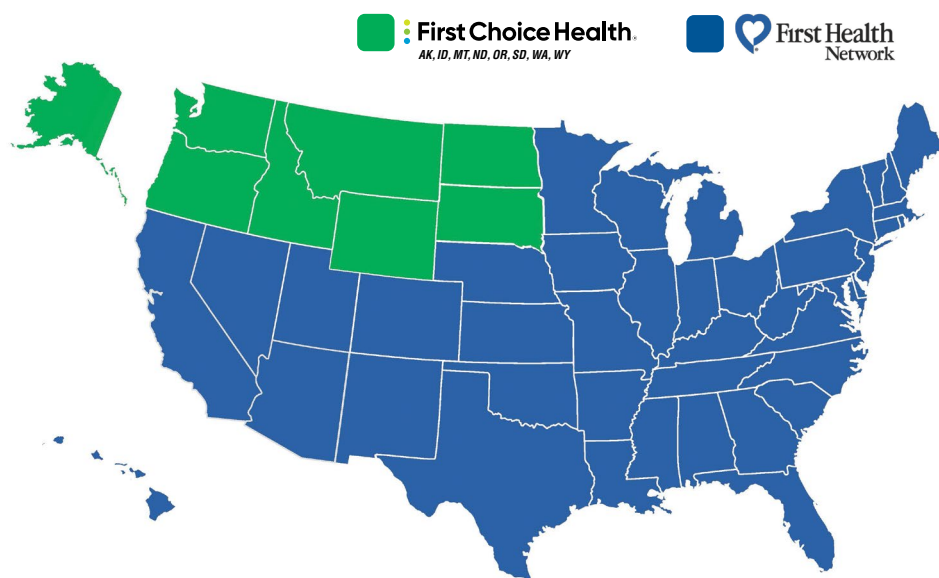 First Choice Health®
AK, ID, MT, ND, OR, SD, WA, WY
First Health
Network